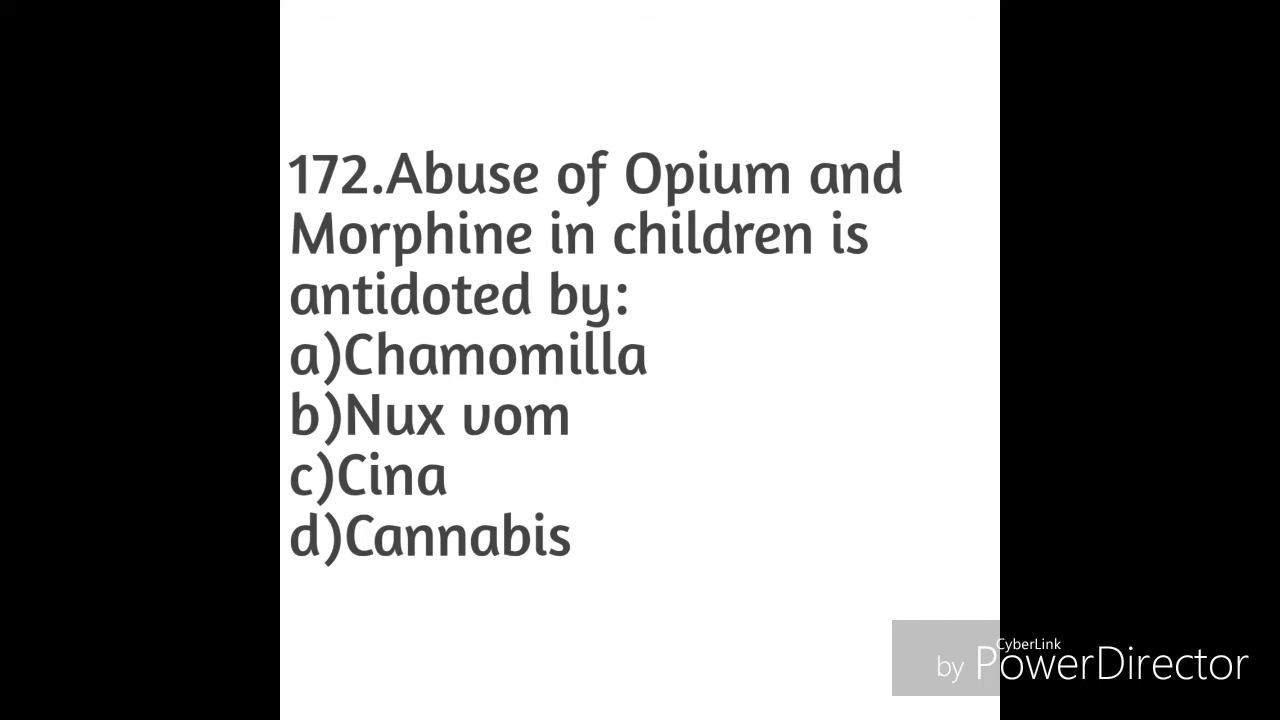 172.Abuse of Opium and
Morphine in children is
antidoted by:
a)Chamomilla
b)Nux vom
c)Cina
d)Cannabis
CyberLink
by PowerDirector